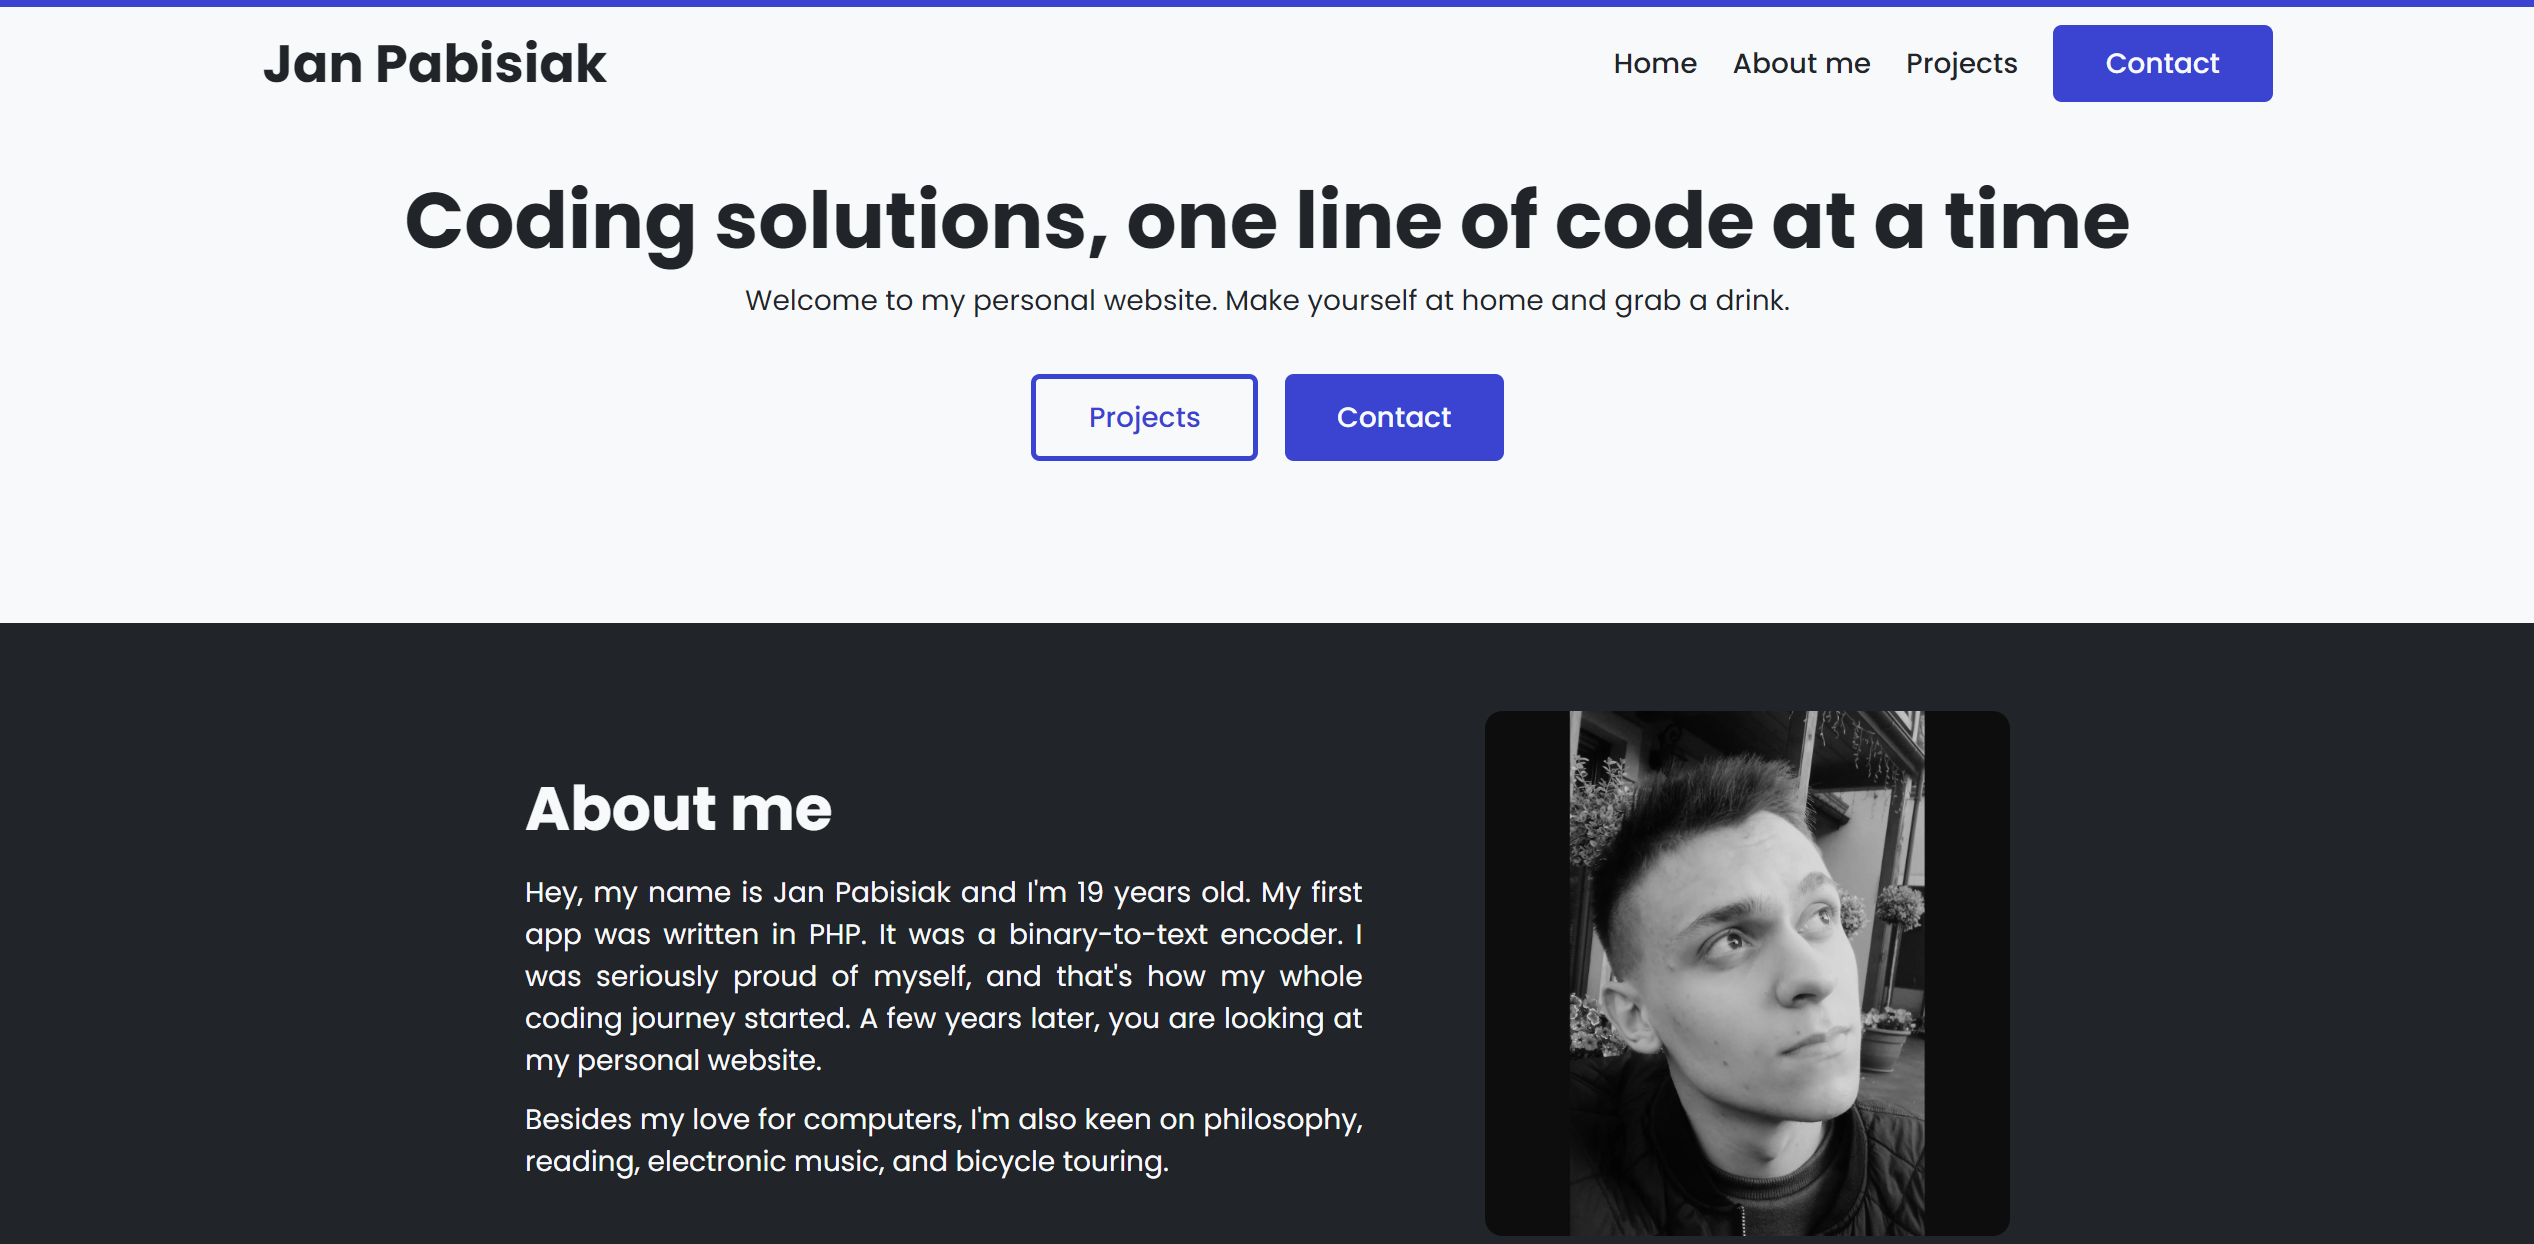 Jan Pabisiak
Home About me Projects Contact
Coding solutions, one line of code at a time
Welcome to my personal website. Make yourself at home and grab a drink.
Projects Contact
About me
Hey, my name is Jan Pabisiak and I'm 19 years old. My first
app was written in PHP. It was a binary-to-text encoder. I
was seriously proud of myself, and that's how my whole
coding journey started. A few years later, you are looking at
my personal website.
Besides my love for computers, I'm also keen on philosophy,
reading, electronic music, and bicycle touring.